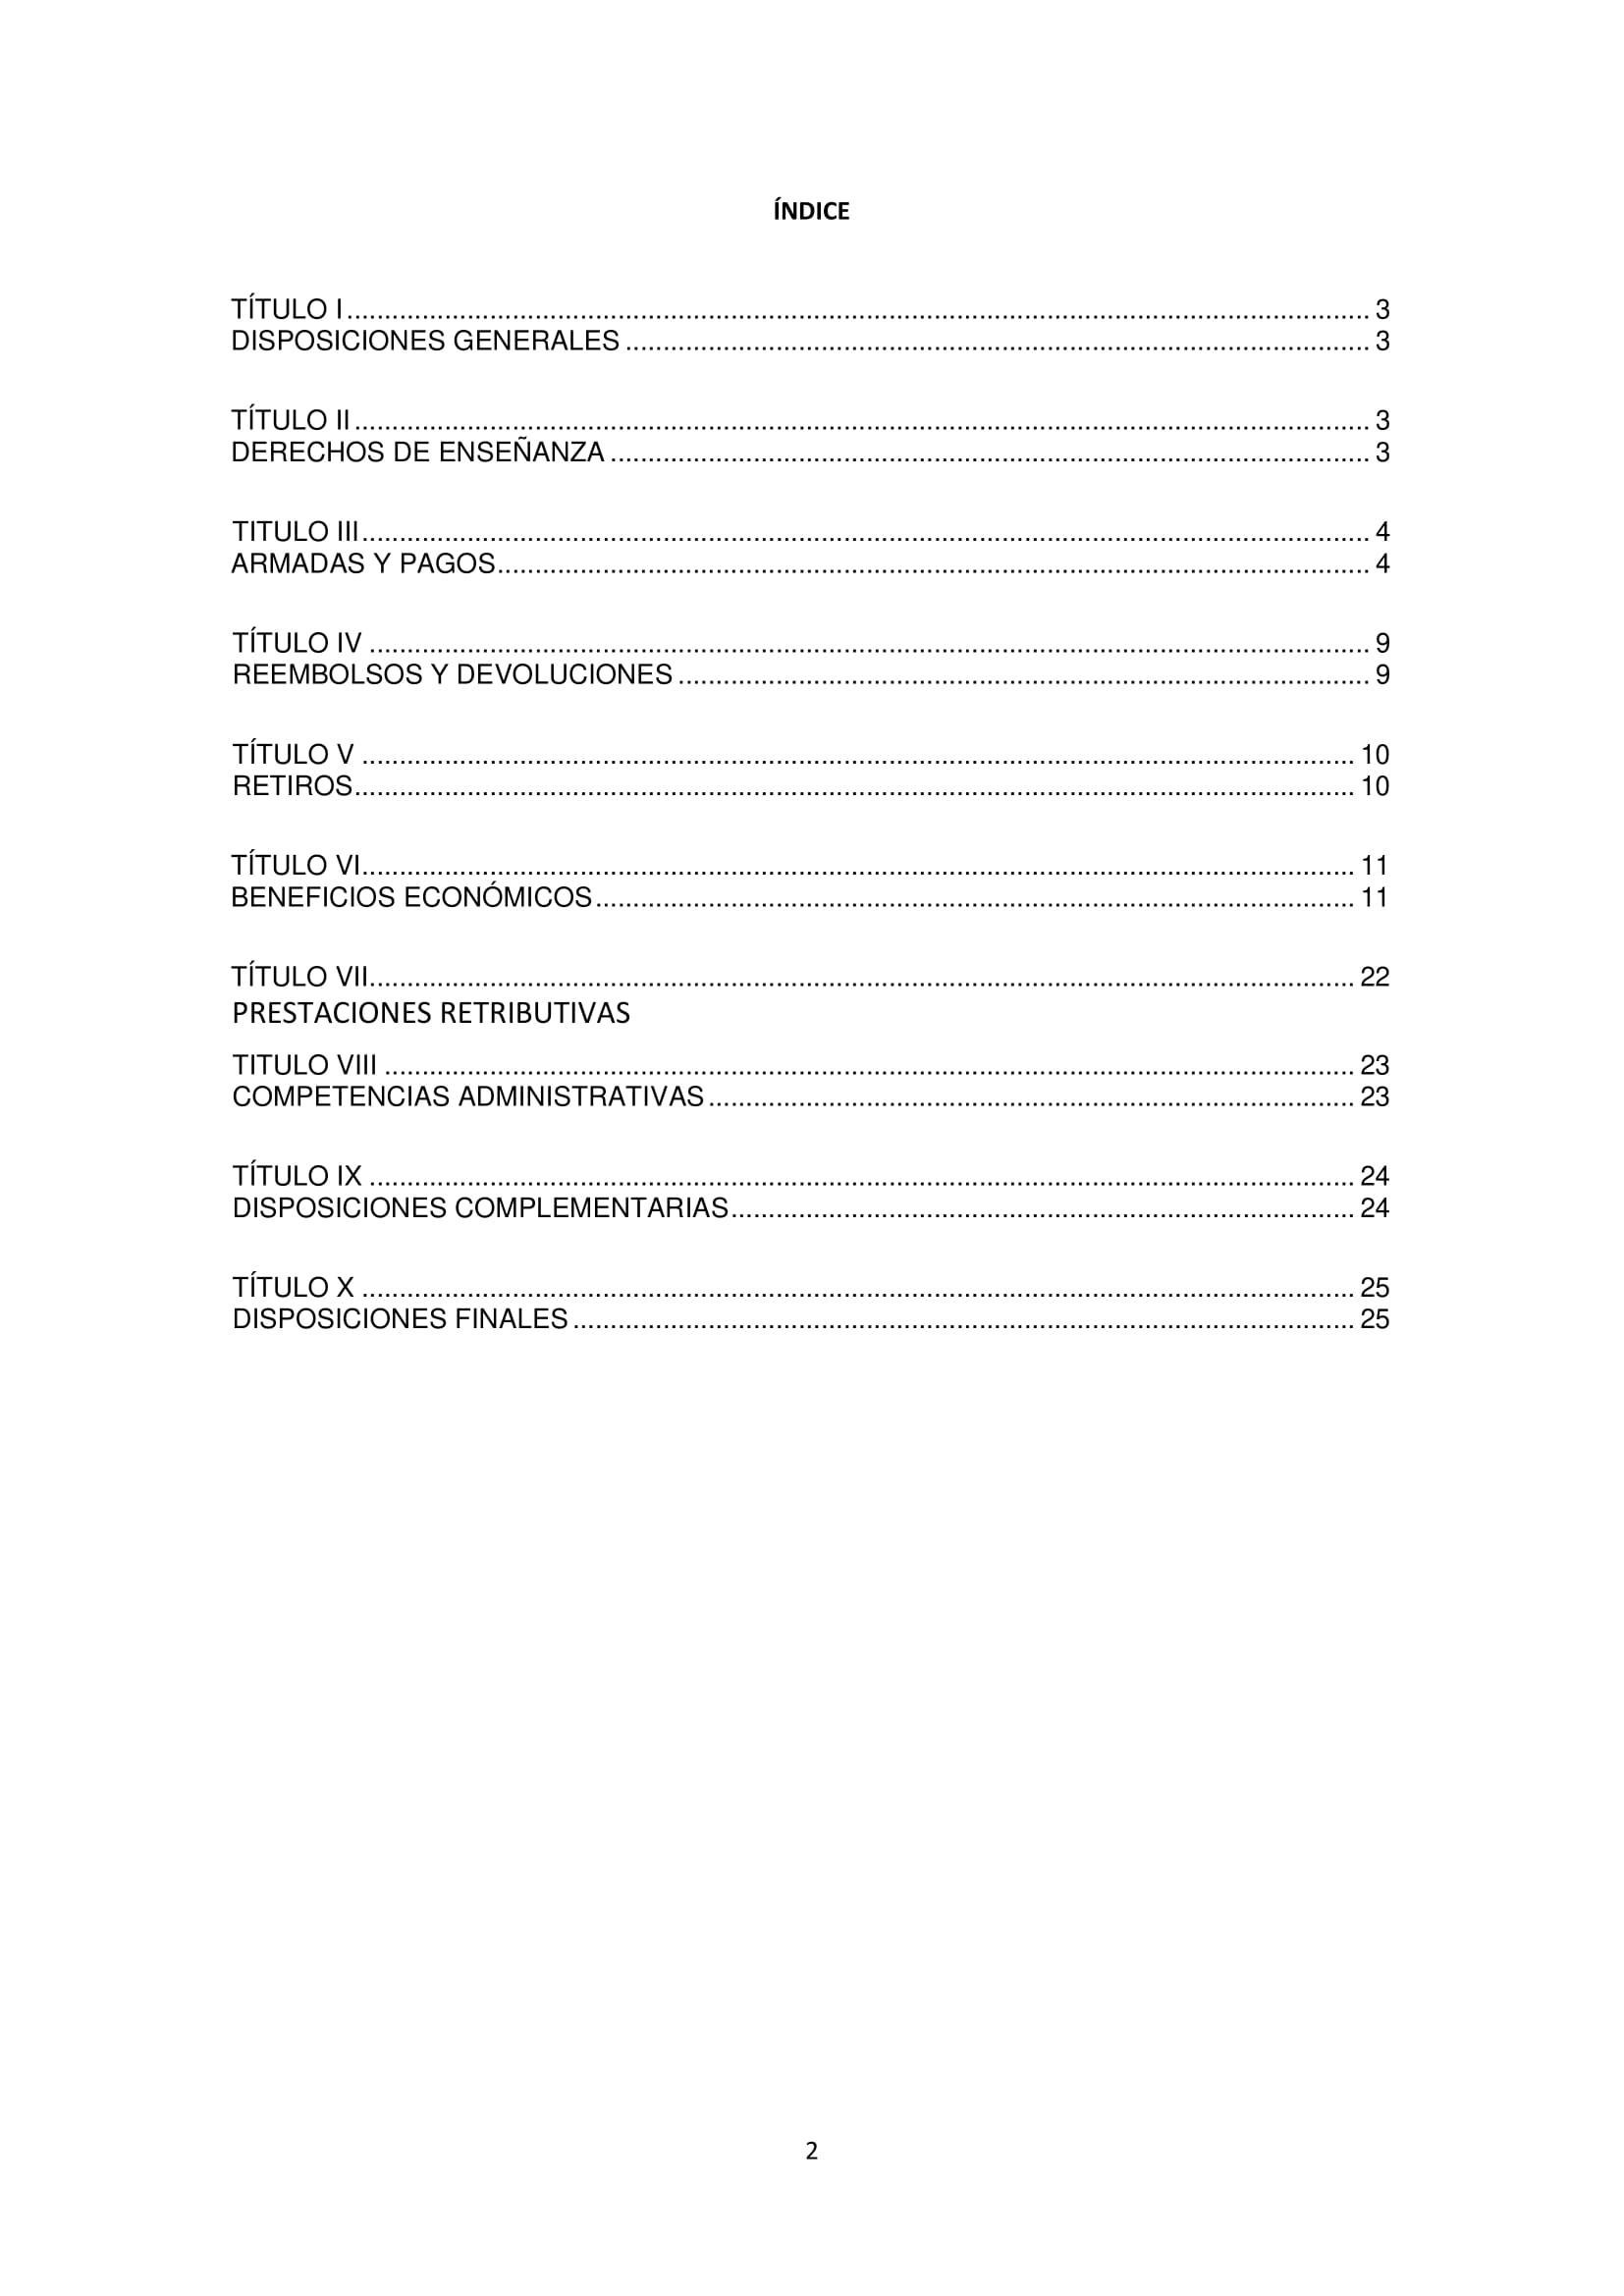 ÍNDICE
TÍTULO I ........................................................................................................................................ 3
DISPOSICIONES GENERALES ................................................................................................... 3
TÍTULO II ....................................................................................................................................... 3
DERECHOS DE ENSEÑANZA ..................................................................................................... 3
TITULO III ...................................................................................................................................... 4
ARMADAS Y PAGOS .................................................................................................................... 4
TÍTULO IV ..................................................................................................................................... 9
REEMBOLSOS Y DEVOLUCIONES ............................................................................................ 9
TÍTULO V .................................................................................................................................... 10
RETIROS ..................................................................................................................................... 10
TÍTULO VI .................................................................................................................................... 11
BENEFICIOS ECONÓMICOS ..................................................................................................... 11
TÍTULO VII ................................................................................................................................... 22
PRESTACIONES RETRIBUTIVAS
TITULO VIII ................................................................................................................................. 23
COMPETENCIAS ADMINISTRATIVAS ...................................................................................... 23
TÍTULO IX ................................................................................................................................... 24
DISPOSICIONES COMPLEMENTARIAS ................................................................................... 24
TÍTULO X .................................................................................................................................... 25
DISPOSICIONES FINALES ........................................................................................................ 25
2